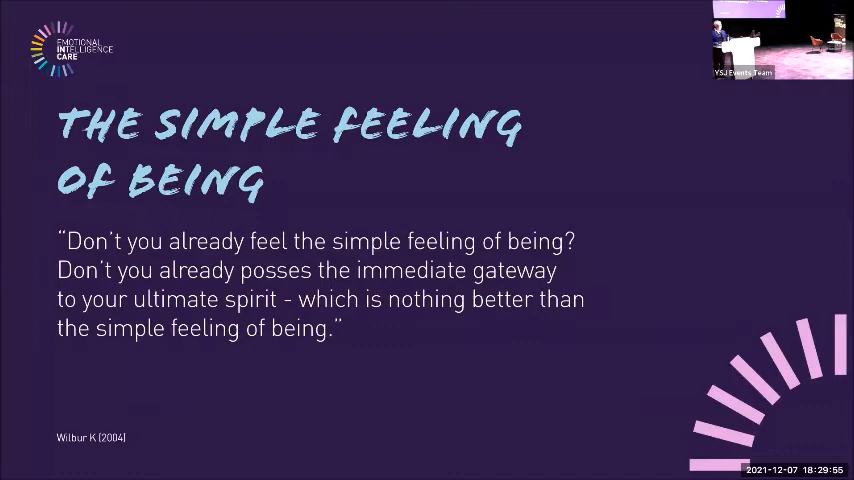 EMOTIONAL
INTELLIGENCE
CARE
YSJ Events Team
THE SIMPLE FEELING
OF BEING
“Don’t you already feel the simple feeling of being?
Don’t you already posses the immediate gateway
to your ultimate spirit - which is nothing better than
the simple feeling of being.”
Wilbur K (2004)
2021-12-07 18:29:55